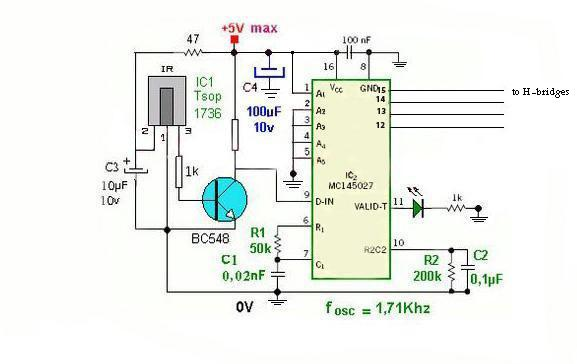 +5V max
47
100 nF
IR
16
8
IC1
Tsop
1736
C4
1
A1
Vcc
GND
15
to H-bridges
2
A2
14
100µF
10v
3
A3
13
4
A4
12
5
A5
2
1
3
C3
+
10µF
10v
1k
IC2
MC145027
9
D-IN
VALID-T
11
1k
BC548
R1
50k
6
R1
R2C2
10
C1
0,02nF
7
C1
R2
200k
C2
0,1µF
0V
fosc = 1,71Khz